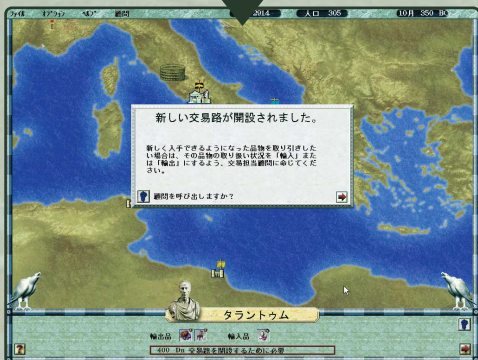 ファイル オプション ヘルプ 顧問
2914 人口 305 10月 350 BC
新しい交易路が開設されました。
新しく入手できるようになった品物を取り引きした
い場合は、その品物の取り扱い状況を「輸入」また
は「輸出」にするよう、交易担当顧問に命じてくだ
さい。
顧問を呼び出しますか？
タラントゥム
輸出品 輸入品
400 Dn 交易路を開設するために必要